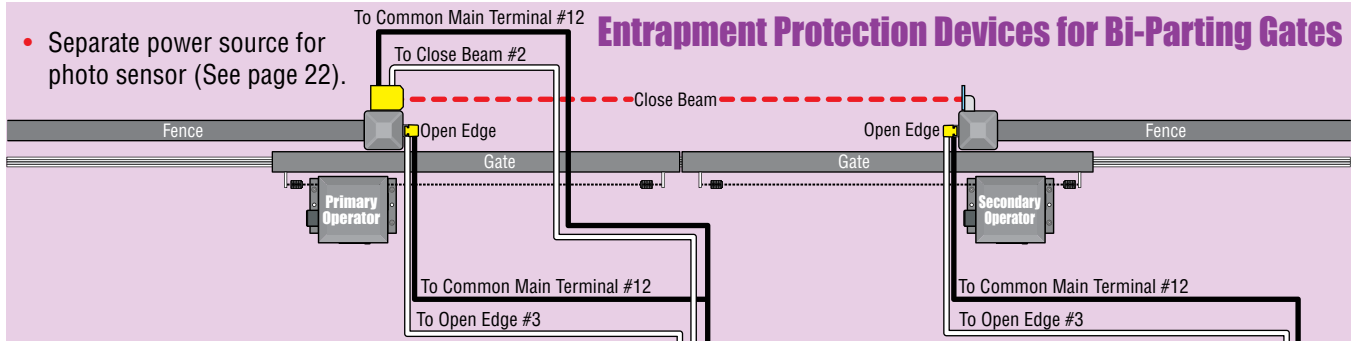 Entrapment Protection Devices for Bi-Parting Gates
• Separate power source for
photo sensor (See page 22).
To Common Main Terminal #12
To Close Beam #2
Close Beam
Fence
Open Edge
Open Edge
Fence
Gate
Gate
Primary
Operator
Secondary
Operator
To Common Main Terminal #12
To Common Main Terminal #12
To Open Edge #3
To Open Edge #3